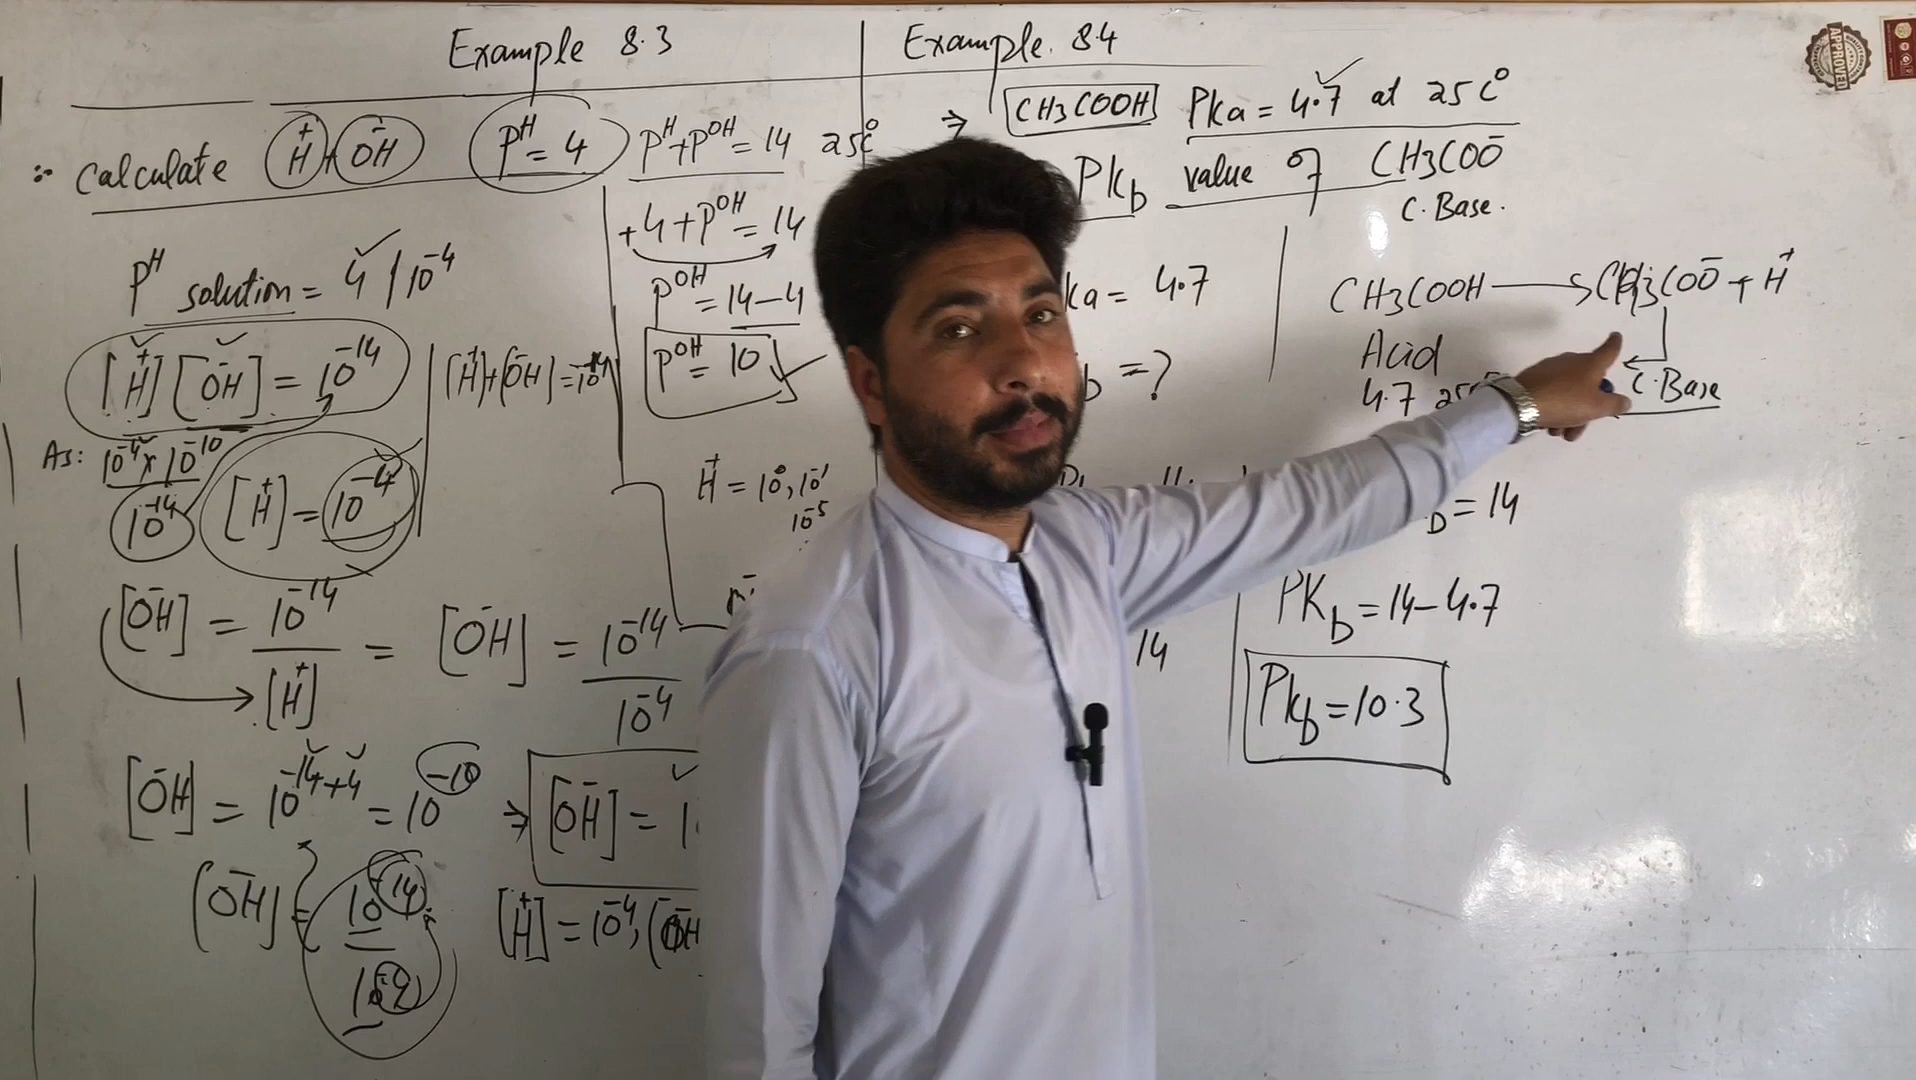 Example 8.3
Calculate H⁺ + OH⁻ Pᴴ = 4
Pᴴ + Pᴼᴴ = 14 25C°
+4 + Pᴼᴴ = 14
Pᴼᴴ = 14 - 4
Pᴼᴴ = 10
Pᴴ solution = 4 / 10⁻⁴
[H⁺] [OH⁻] = 10⁻¹⁴
[H⁺] + [OH⁻] = 10⁻¹⁴
As: 10⁻⁴ x 10⁻¹⁰
10⁻¹⁴
[H⁺] = 10⁻⁴
H⁺ = 10⁰, 10⁻¹
10⁻⁵
[OH⁻] = 10⁻¹⁴ / [H⁺] = [OH⁻] = 10⁻¹⁴ / 10⁻⁴
[OH⁻] = 10⁻¹⁴⁺⁴ = 10⁻¹⁰ ⇒ [OH⁻] = 1
[OH⁻] = 10⁻¹⁴
[H⁺] = 10⁻⁴, (OH
Example. 8.4
⇒ CH3COOH Pka = 4.7 at 25C°
PKb value of CH3COO⁻
C. Base.
ka = 4.7
b = ?
14
CH3COOH → CH3COO⁻ + H⁺
Acid
C. Base
4.7 25
b = 14
PKb = 14 - 4.7
Pkb = 10.3
APPROVED